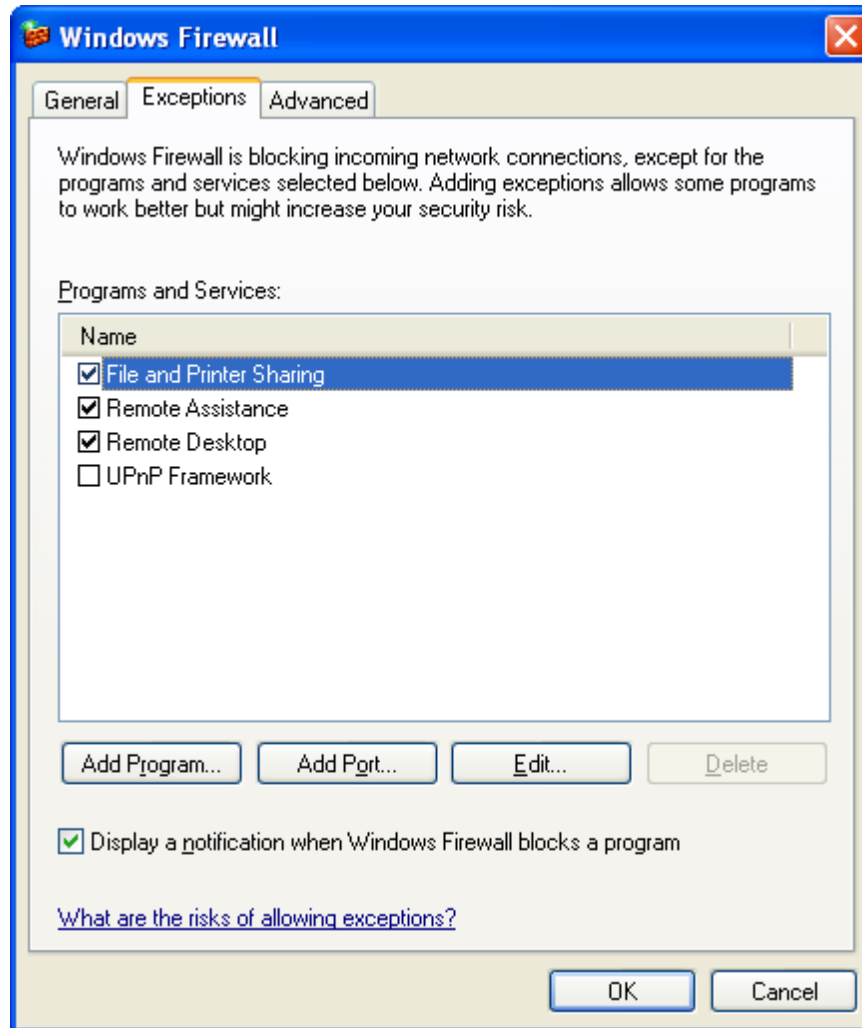 Windows Firewall
General Exceptions Advanced
Windows Firewall is blocking incoming network connections, except for the
programs and services selected below. Adding exceptions allows some programs
to work better but might increase your security risk.
Programs and Services:
Name
File and Printer Sharing
Remote Assistance
Remote Desktop
UPnP Framework
Add Program... Add Port... Edit... Delete
Display a notification when Windows Firewall blocks a program
What are the risks of allowing exceptions?
OK Cancel